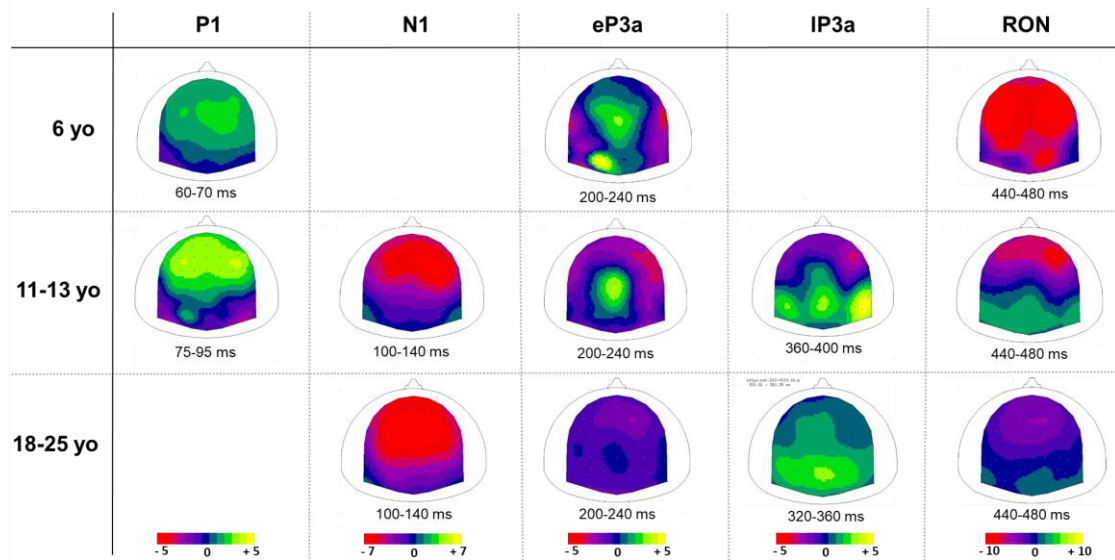 P1 N1 eP3a lP3a RON
6 yo
60-70 ms 200-240 ms 440-480 ms
11-13 yo
75-95 ms 100-140 ms 200-240 ms 360-400 ms 440-480 ms
18-25 yo
100-140 ms 200-240 ms 320-360 ms 440-480 ms
- 5 0 + 5 -7 0 +7 -5 0 +5 - 5 0 + 5 - 10 0 + 10